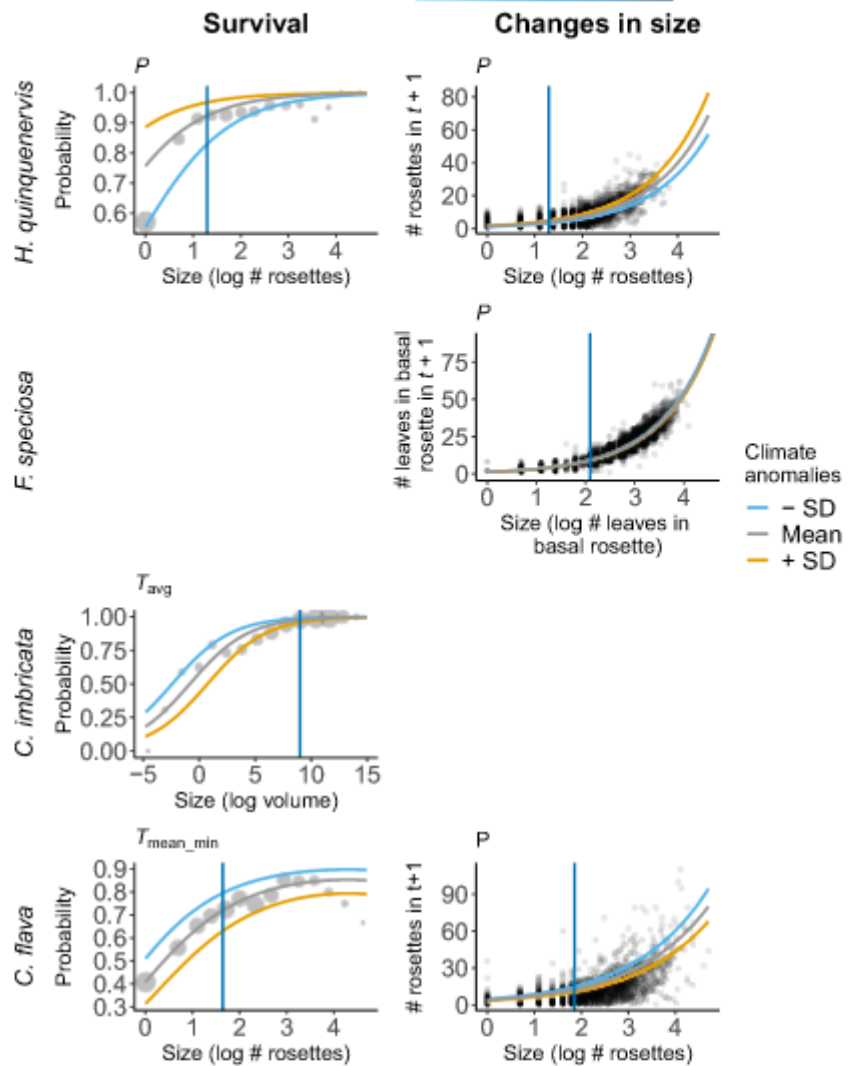 Survival
Changes in size
H. quinquenervis
P
Probability
1.0
0.9
0.8
0.7
0.6
0 1 2 3 4
Size (log # rosettes)
P
# rosettes in t + 1
80
60
40
20
0
0 1 2 3 4
Size (log # rosettes)
F. speciosa
P
# leaves in basal
rosette in t + 1
75
50
25
0
0 1 2 3 4
Size (log # leaves in
basal rosette)
Climate
anomalies
− SD
Mean
+ SD
C. imbricata
Tavg
Probability
1.00
0.75
0.50
0.25
0.00
−5 0 5 10 15
Size (log volume)
C. flava
Tmean_min
Probability
0.9
0.8
0.7
0.6
0.5
0.4
0.3
0 1 2 3 4
Size (log # rosettes)
P
# rosettes in t+1
90
60
30
0
0 1 2 3 4
Size (log # rosettes)